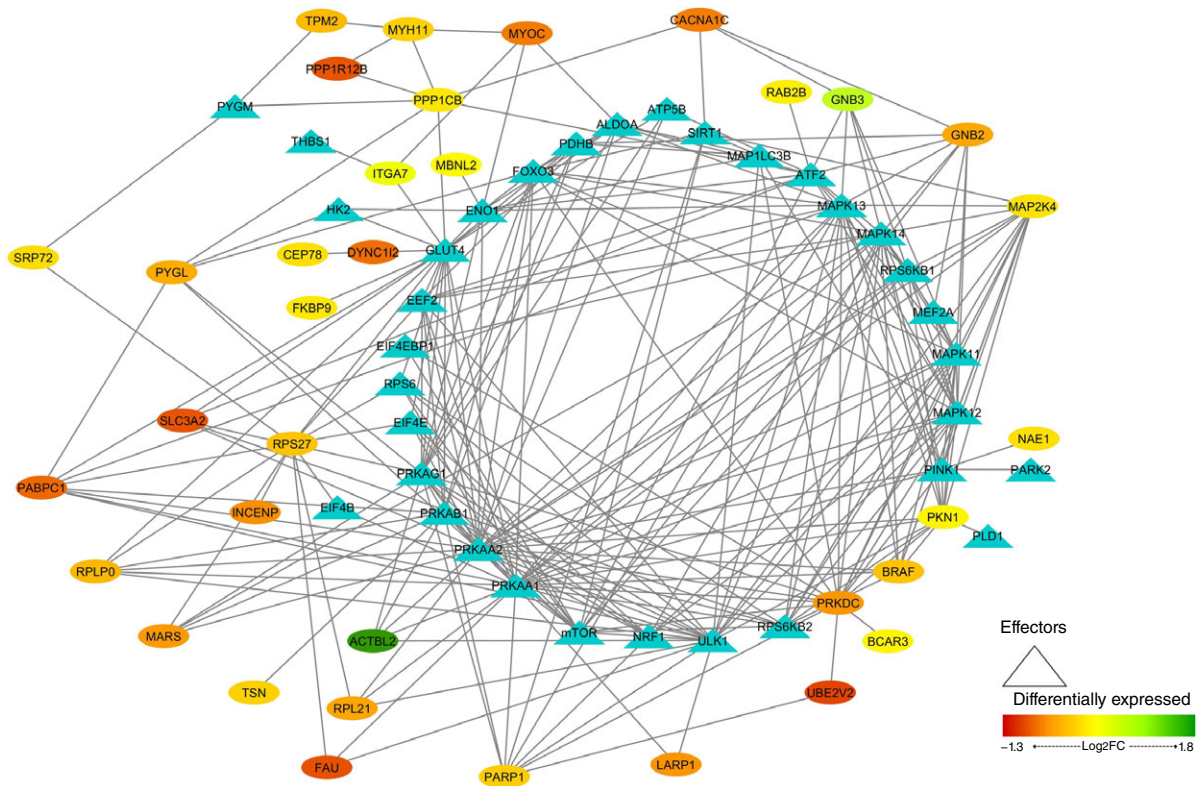 TPM2
MYH11
MYOC
CACNA1C
PPP1R12B
PYGM
PPP1CB
RAB2B
GNB3
THBS1
ATP5B
ALDOA
SIRT1
GNB2
PDHB
MAP1LC3B
ITGA7
MBNL2
FOXO3
ATF2
HK2
ENO1
MAPK13
MAP2K4
SRP72
CEP78
DYNC1I2
GLUT4
MAPK14
PYGL
RPS6KB1
FKBP9
EEF2
MEF2A
EIF4EBP1
MAPK11
RPS6
SLC3A2
EIF4E
MAPK12
RPS27
NAE1
PABPC1
PRKAG1
PINK1
PARK2
INCENP
EIF4B
PRKAB1
PKN1
PLD1
RPLP0
PRKAA2
BRAF
PRKAA1
PRKDC
MARS
ACTBL2
mTOR
NRF1
ULK1
RPS6KB2
BCAR3
Effectors
TSN
RPL21
UBE2V2
Differentially expressed
FAU
PARP1
LARP1
−1.3 Log2FC 1.8